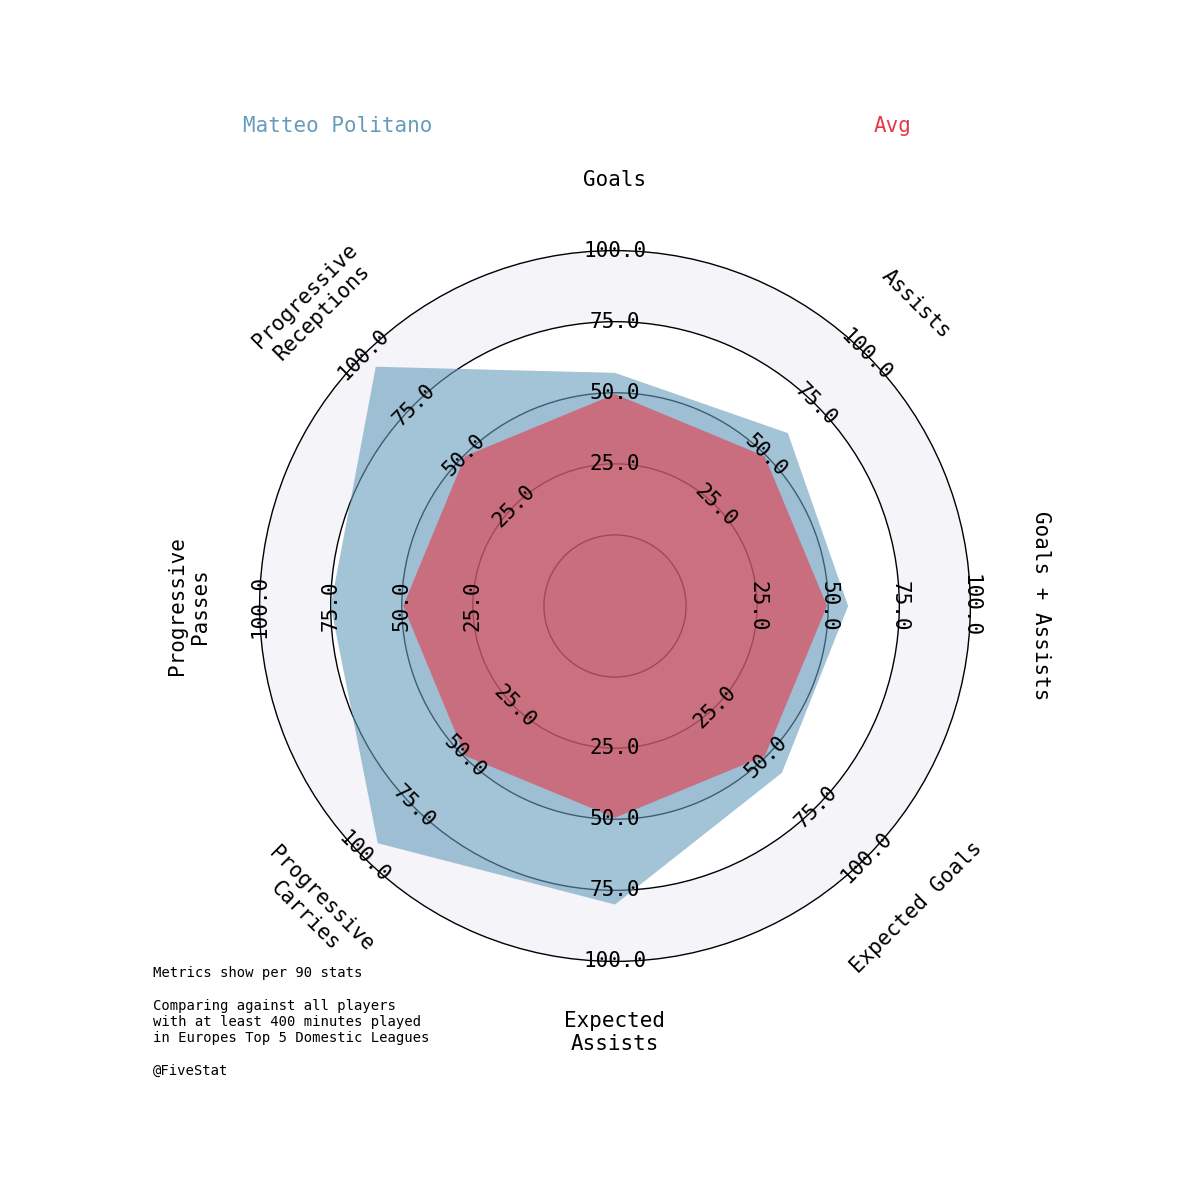 Matteo Politano
Avg
Goals
Assists
Goals + Assists
Expected Goals
Expected
Assists
Progressive
Carries
Progressive
Passes
Progressive
Receptions
25.0
50.0
75.0
100.0
25.0
50.0
75.0
100.0
25.0
50.0
75.0
100.0
25.0
50.0
75.0
100.0
25.0
50.0
75.0
100.0
25.0
50.0
75.0
100.0
25.0
50.0
75.0
100.0
25.0
50.0
75.0
100.0
Metrics show per 90 stats
Comparing against all players
with at least 400 minutes played
in Europes Top 5 Domestic Leagues
@FiveStat